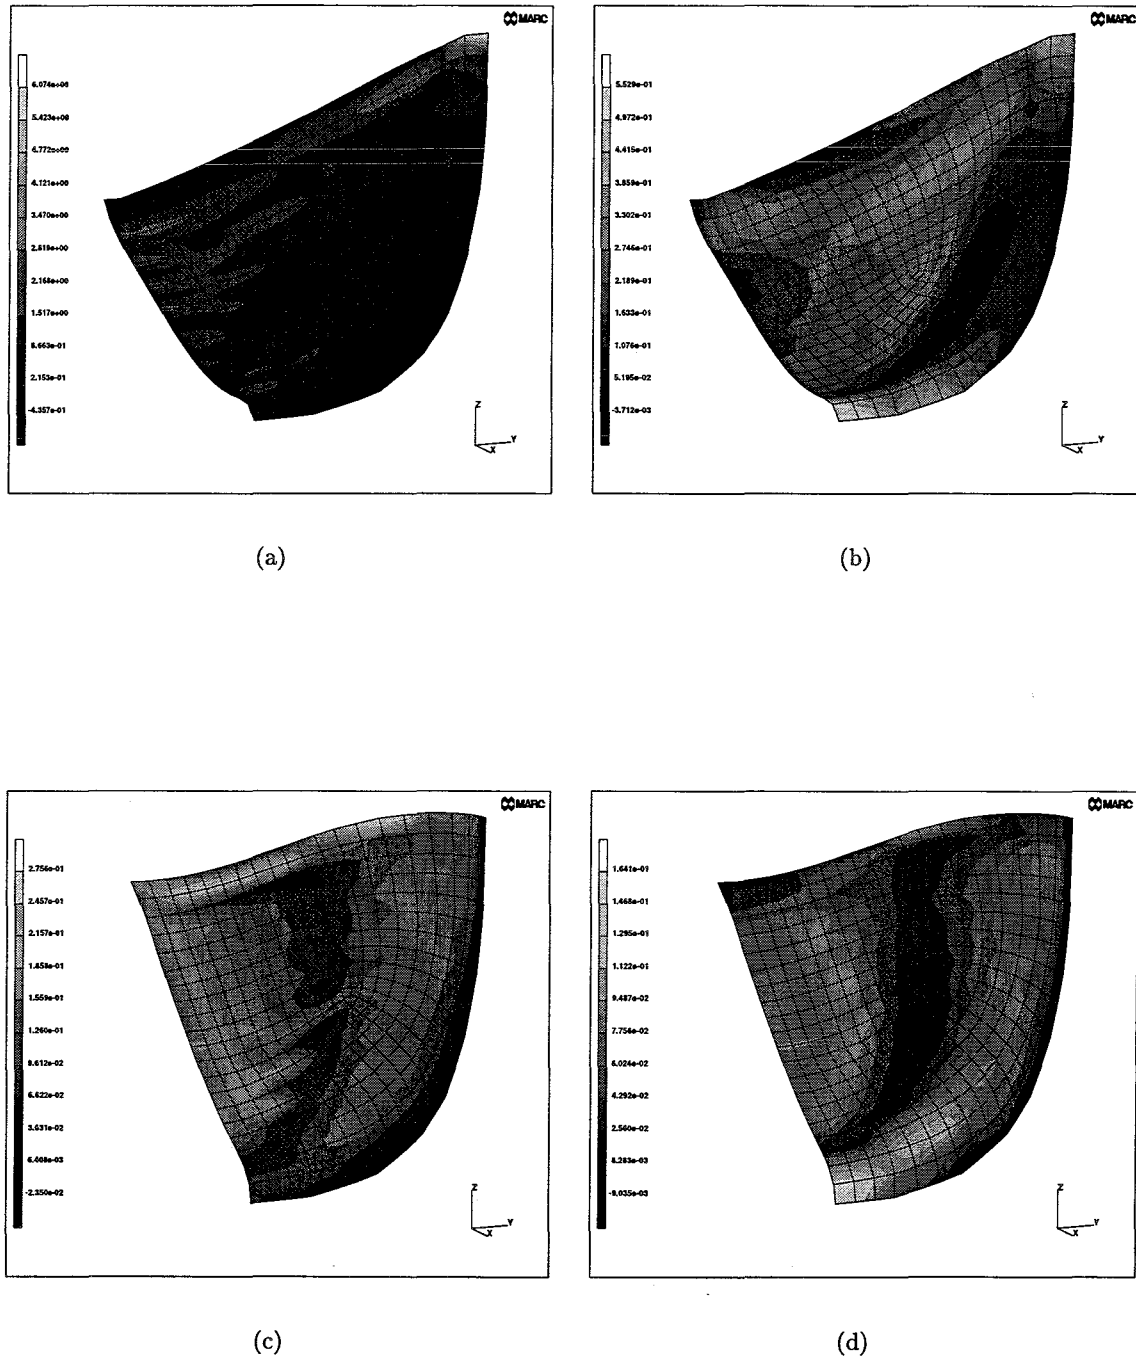 MARC
6.074e+00
5.423e+00
4.772e+00
4.121e+00
3.470e+00
2.819e+00
2.168e+00
1.517e+00
8.663e-01
2.153e-01
-4.357e-01
Z
Y
X
(a)
MARC
5.529e-01
4.972e-01
4.415e-01
3.859e-01
3.302e-01
2.746e-01
2.189e-01
1.633e-01
1.076e-01
5.195e-02
-3.712e-03
Z
Y
X
(b)
MARC
2.756e-01
2.457e-01
2.157e-01
1.858e-01
1.559e-01
1.260e-01
9.612e-02
6.622e-02
3.631e-02
6.408e-03
-2.350e-02
Z
Y
X
(c)
MARC
1.641e-01
1.468e-01
1.295e-01
1.122e-01
9.487e-02
7.756e-02
6.024e-02
4.292e-02
2.560e-02
8.283e-03
-9.035e-03
Z
Y
X
(d)